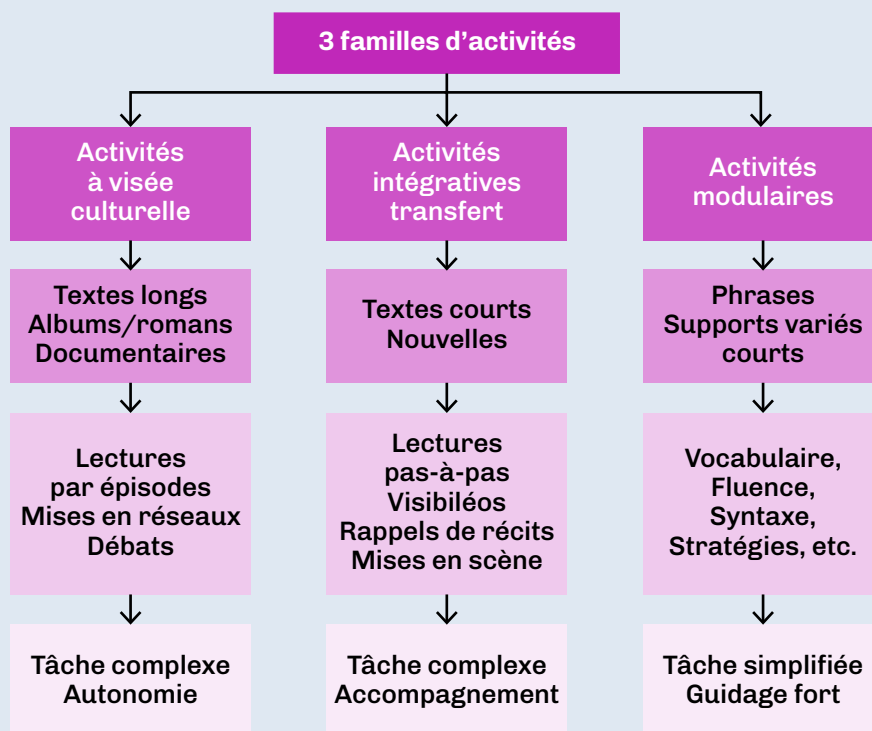 3 familles d’activités
Activités
à visée
culturelle
Textes longs
Albums/romans
Documentaires
Lectures
par épisodes
Mises en réseaux
Débats
Tâche complexe
Autonomie
Activités
intégratives
transfert
Textes courts
Nouvelles
Lectures
pas-à-pas
Visibiléos
Rappels de récits
Mises en scène
Tâche complexe
Accompagnement
Activités
modulaires
Phrases
Supports variés
courts
Vocabulaire,
Fluence,
Syntaxe,
Stratégies, etc.
Tâche simplifiée
Guidage fort